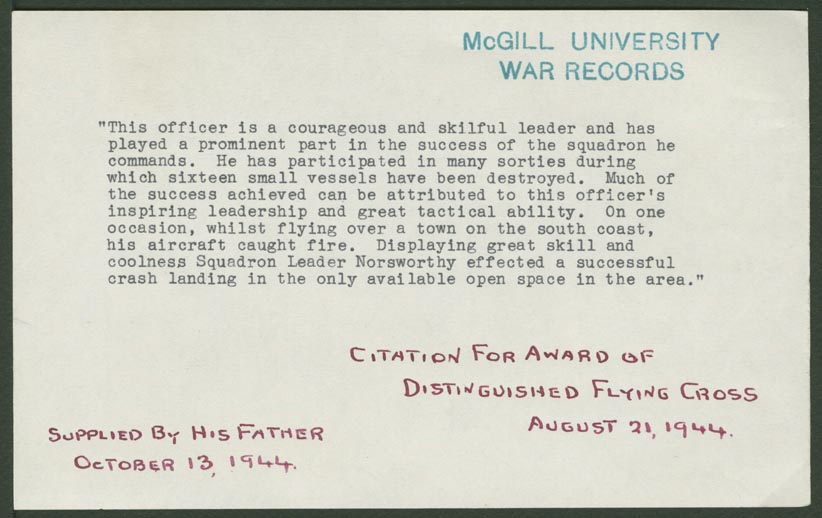 McGILL UNIVERSITY
WAR RECORDS
"This officer is a courageous and skilful leader and has
played a prominent part in the success of the squadron he
commands. He has participated in many sorties during
which sixteen small vessels have been destroyed. Much of
the success achieved can be attributed to this officer's
inspiring leadership and great tactical ability. On one
occasion, whilst flying over a town on the south coast,
his aircraft caught fire. Displaying great skill and
coolness Squadron Leader Norsworthy effected a successful
crash landing in the only available open space in the area."
CITATION FOR AWARD OF
DISTINGUISHED FLYING CROSS
AUGUST 21, 1944.
SUPPLIED BY HIS FATHER
OCTOBER 13, 1944.